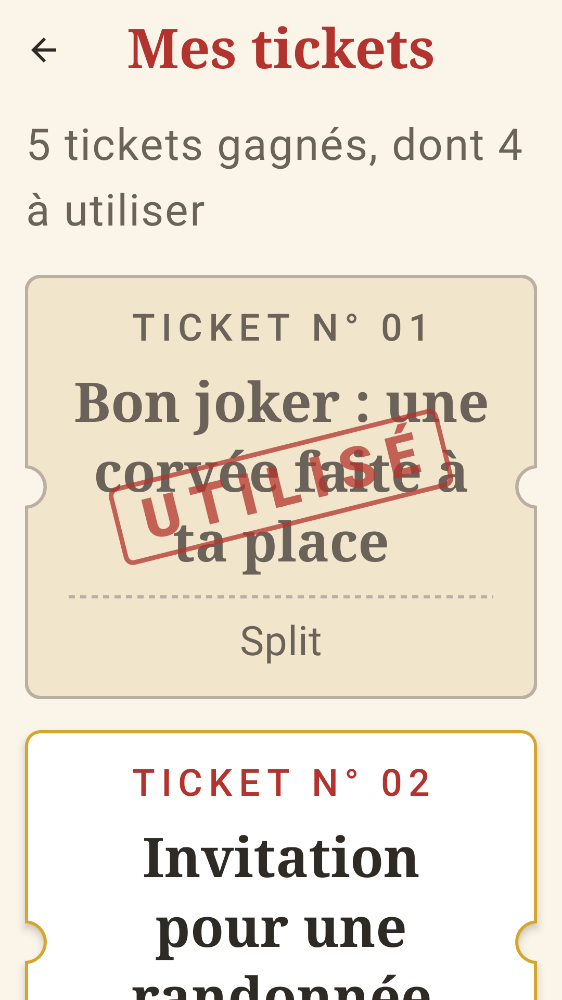 Mes tickets
5 tickets gagnés, dont 4
à utiliser
TICKET N° 01
Bon joker : une
corvée faite à
ta place
UTILISÉ
Split
TICKET N° 02
Invitation
pour une
randonnée